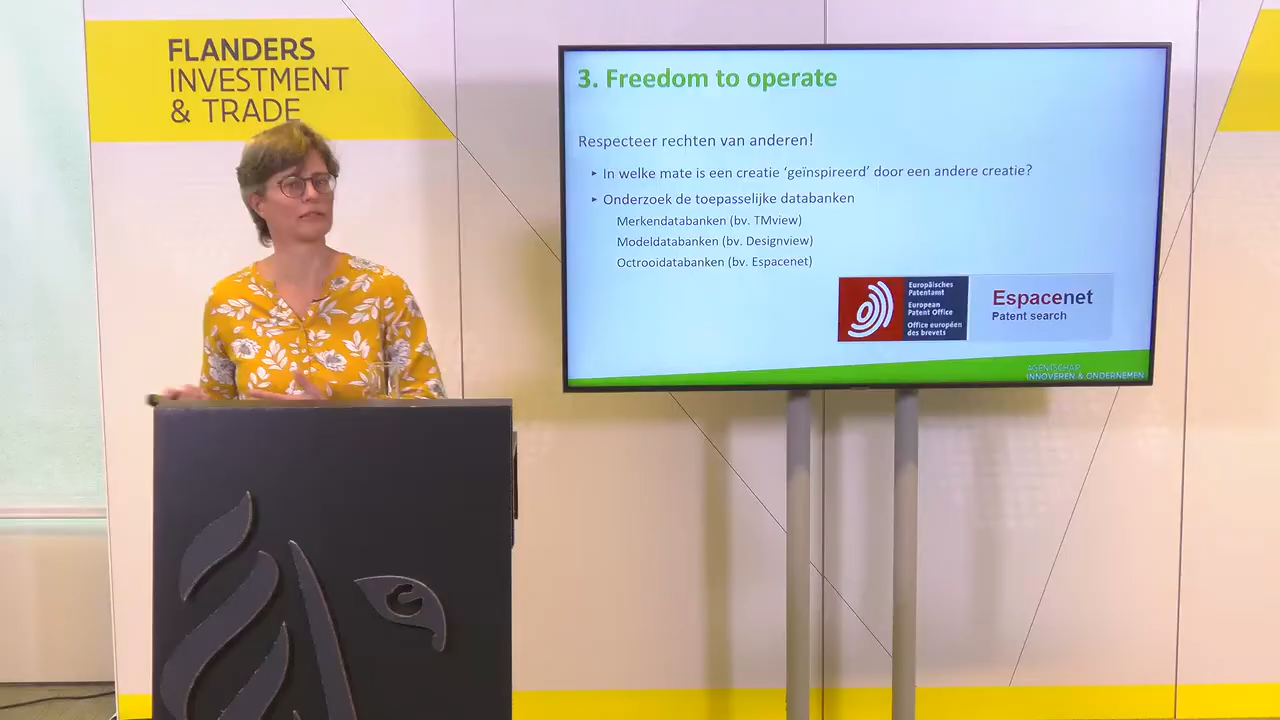 FLANDERS
INVESTMENT
& TRADE
3. Freedom to operate
Respecteer rechten van anderen!
‣ In welke mate is een creatie ‘geïnspireerd’ door een andere creatie?
‣ Onderzoek de toepasselijke databanken
Merkendatabanken (bv. TMview)
Modeldatabanken (bv. Designview)
Octrooidatabanken (bv. Espacenet)
Europäisches
Patentamt
European
Patent Office
Office européen
des brevets
Espacenet
Patent search
AGENTSCHAP
INNOVEREN & ONDERNEMEN